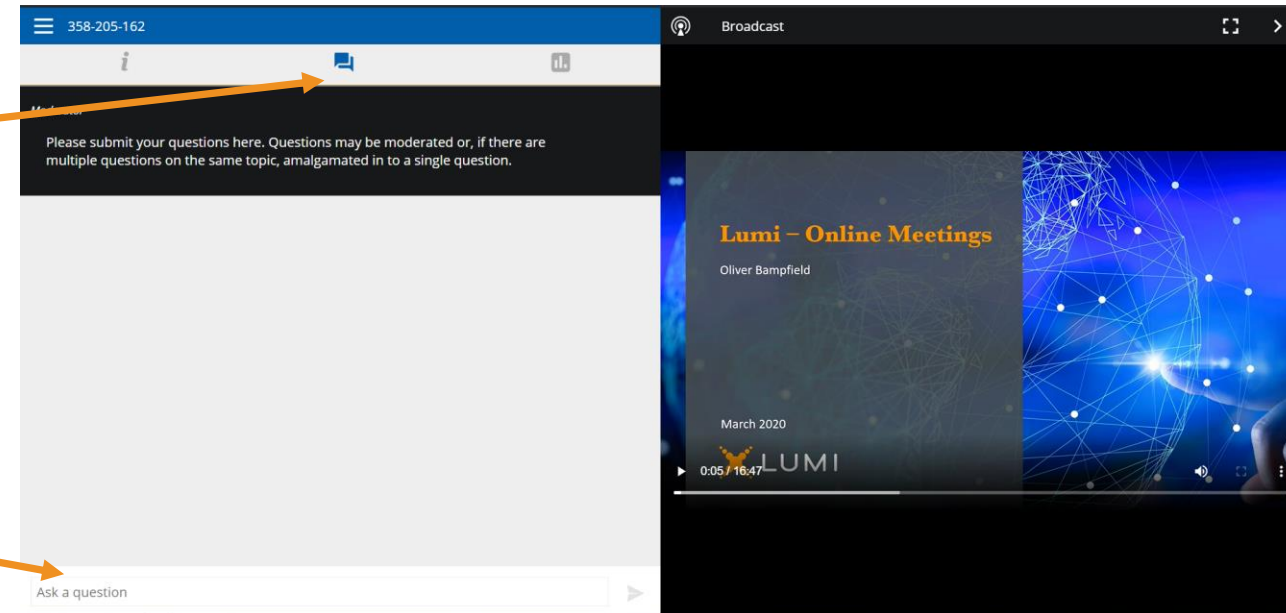 358-205-162
Please submit your questions here. Questions may be moderated or, if there are
multiple questions on the same topic, amalgamated in to a single question.
Ask a question
Broadcast
Lumi – Online Meetings
Oliver Bampfield
March 2020
LUMI
0:05 / 16:47